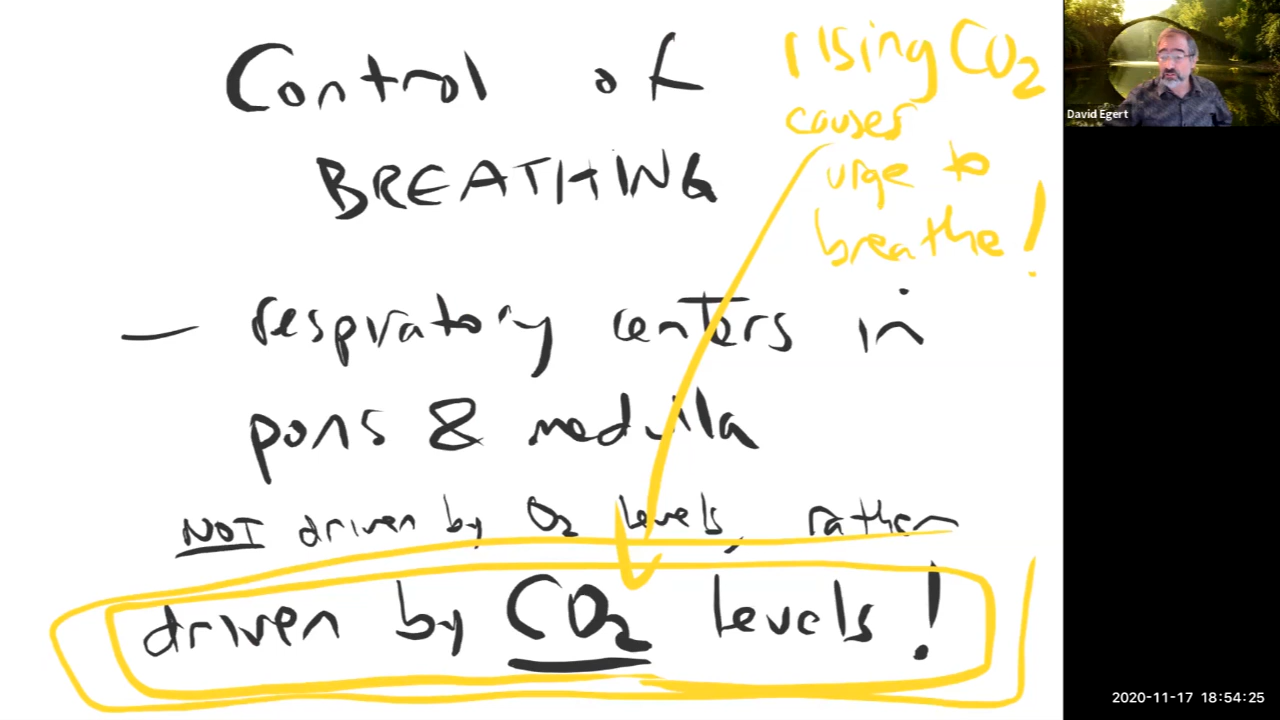 Control of
BREATHING
rising CO2
causes
urge to
breathe!
— respiratory centers in
pons & medulla
NOT driven by O2 levels, rather
driven by CO2 levels!
David Egert
2020-11-17 18:54:25